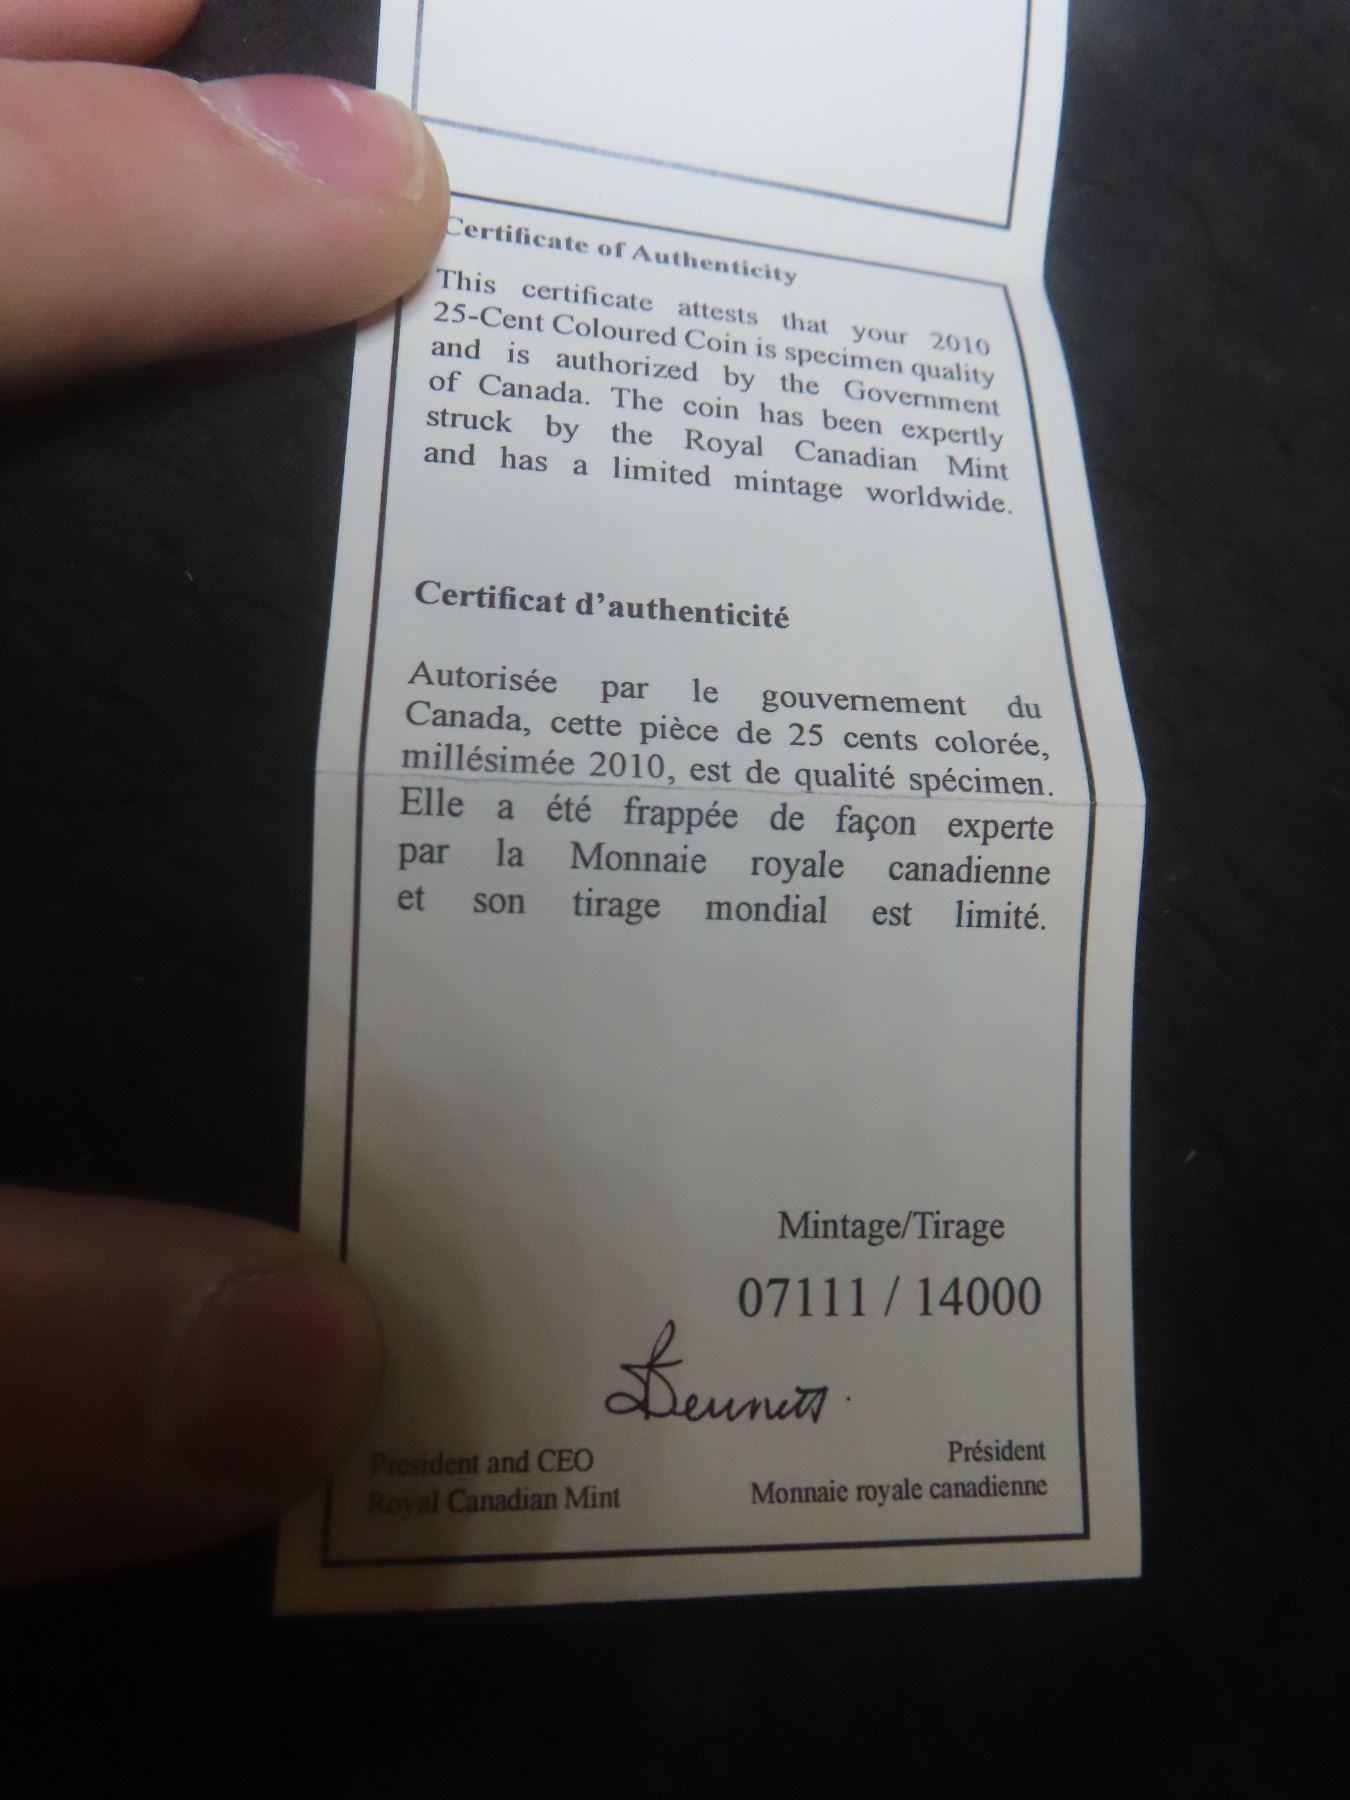 Certificate of Authenticity
This certificate attests that your 2010
25-Cent Coloured Coin is specimen quality
and is authorized by the Government
of Canada. The coin has been expertly
struck by the Royal Canadian Mint
and has a limited mintage worldwide.
Certificat d'authenticité
Autorisée par le gouvernement du
Canada, cette pièce de 25 cents colorée,
millésimée 2010, est de qualité spécimen.
Elle a été frappée de façon experte
par la Monnaie royale canadienne
et son tirage mondial est limité.
Mintage/Tirage
07111 / 14000
Bennett
President and CEO
Royal Canadian Mint
Président
Monnaie royale canadienne